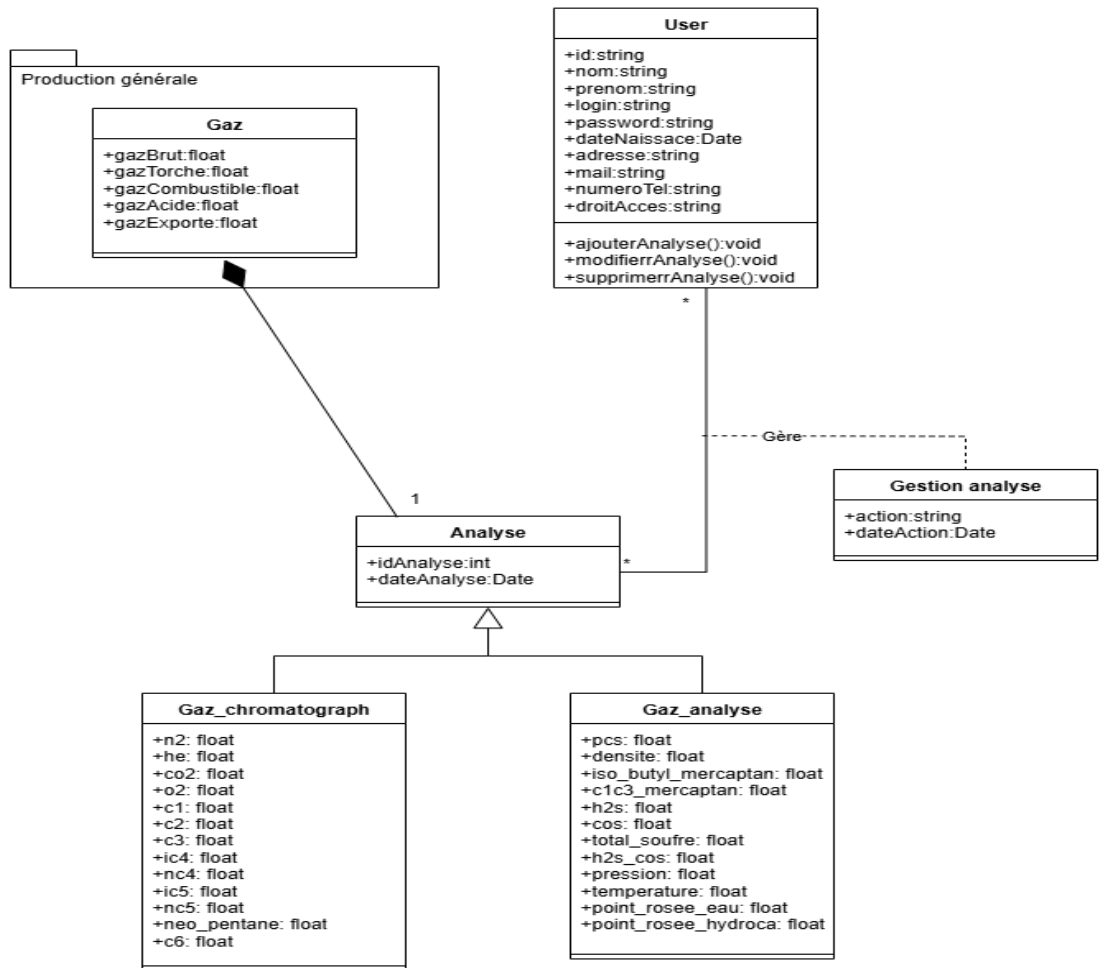 Production générale
Gaz
+gazBrut:float
+gazTorche:float
+gazCombustible:float
+gazAcide:float
+gazExporte:float
User
+id:string
+nom:string
+prenom:string
+login:string
+password:string
+dateNaissace:Date
+adresse:string
+mail:string
+numeroTel:string
+droitAcces:string
+ajouterAnalyse():void
+modifierrAnalyse():void
+supprimerrAnalyse():void
*
Gère
Gestion analyse
+action:string
+dateAction:Date
1
Analyse
+idAnalyse:int
+dateAnalyse:Date
*
Gaz_chromatograph
+n2: float
+he: float
+co2: float
+o2: float
+c1: float
+c2: float
+c3: float
+ic4: float
+nc4: float
+ic5: float
+nc5: float
+neo_pentane: float
+c6: float
Gaz_analyse
+pcs: float
+densite: float
+iso_butyl_mercaptan: float
+c1c3_mercaptan: float
+h2s: float
+cos: float
+total_soufre: float
+h2s_cos: float
+pression: float
+temperature: float
+point_rosee_eau: float
+point_rosee_hydroca: float